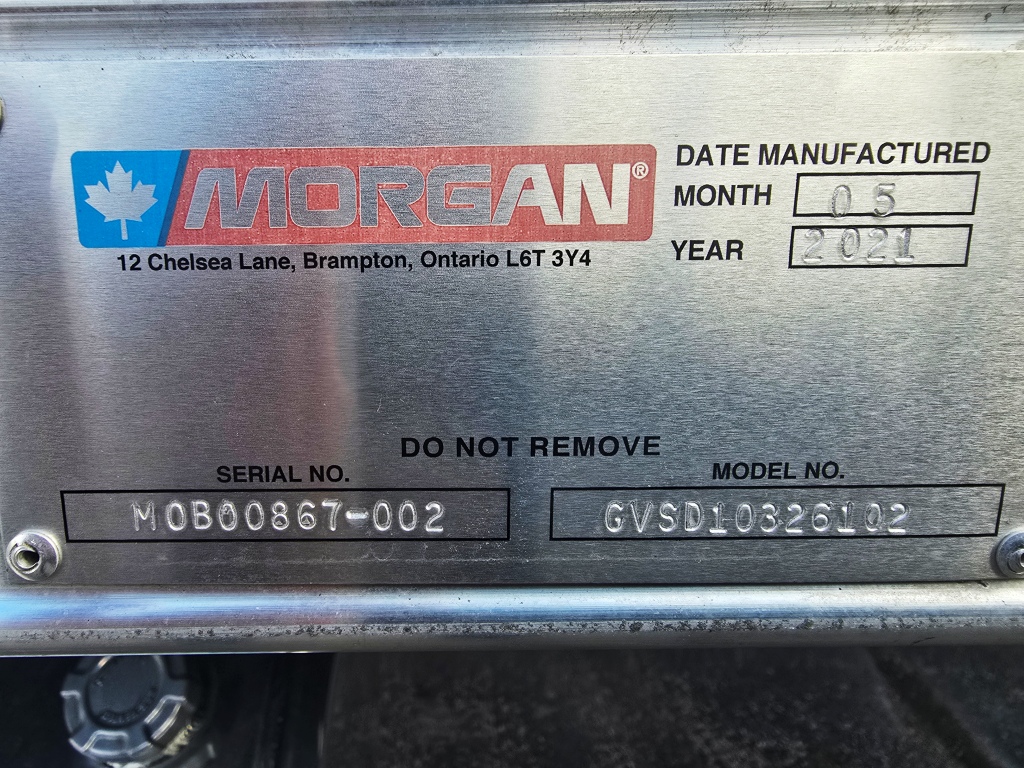 MORGAN®
12 Chelsea Lane, Brampton, Ontario L6T 3Y4
DATE MANUFACTURED
MONTH 05
YEAR 2021
DO NOT REMOVE
SERIAL NO.
M0B00867-002
MODEL NO.
GVSD10326102